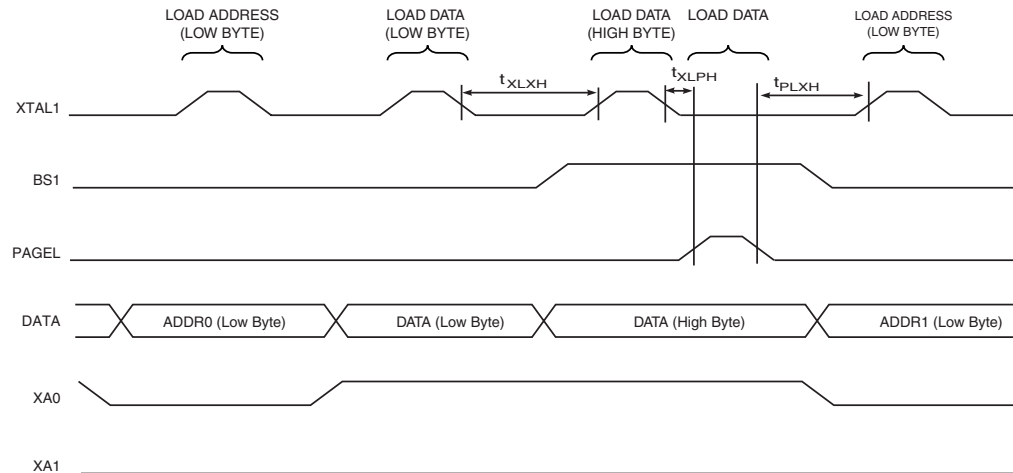 LOAD ADDRESS
(LOW BYTE)
LOAD DATA
(LOW BYTE)
LOAD DATA
(HIGH BYTE)
LOAD DATA
LOAD ADDRESS
(LOW BYTE)
tXLXH
tXLPH
tPLXH
XTAL1
BS1
PAGEL
DATA
ADDR0 (Low Byte)
DATA (Low Byte)
DATA (High Byte)
ADDR1 (Low Byte)
XA0
XA1